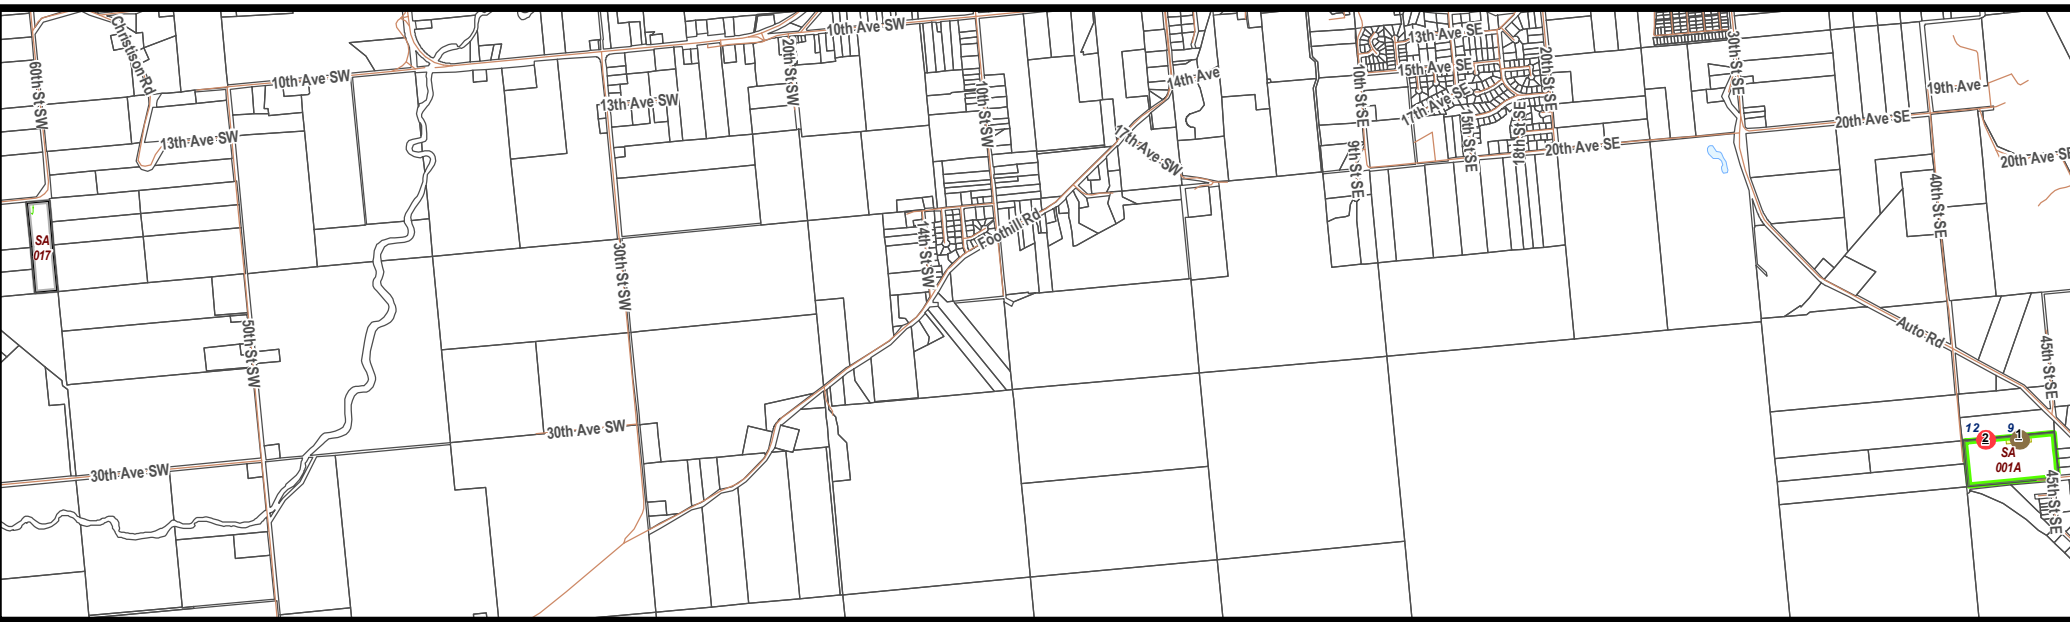 Christison Rd
10th Ave SW
20th St SW
13th Ave SE
30th St SE
60th St SW
10th Ave SW
13th Ave SW
10th St SW
14th Ave
10th St SE
15th Ave SE
17th Ave SE
20th St SE
19th Ave
13th Ave SW
17th Ave SW
15th St SE
18th St SE
20th Ave SE
20th Ave SE
20th Ave SE
9th St SE
40th St SE
SA
017
30th St SW
14th St SW
Foothill Rd
50th St SW
Auto Rd
45th St SE
30th Ave SW
30th Ave SW
12
9
2
1
SA
001A
45th St SE